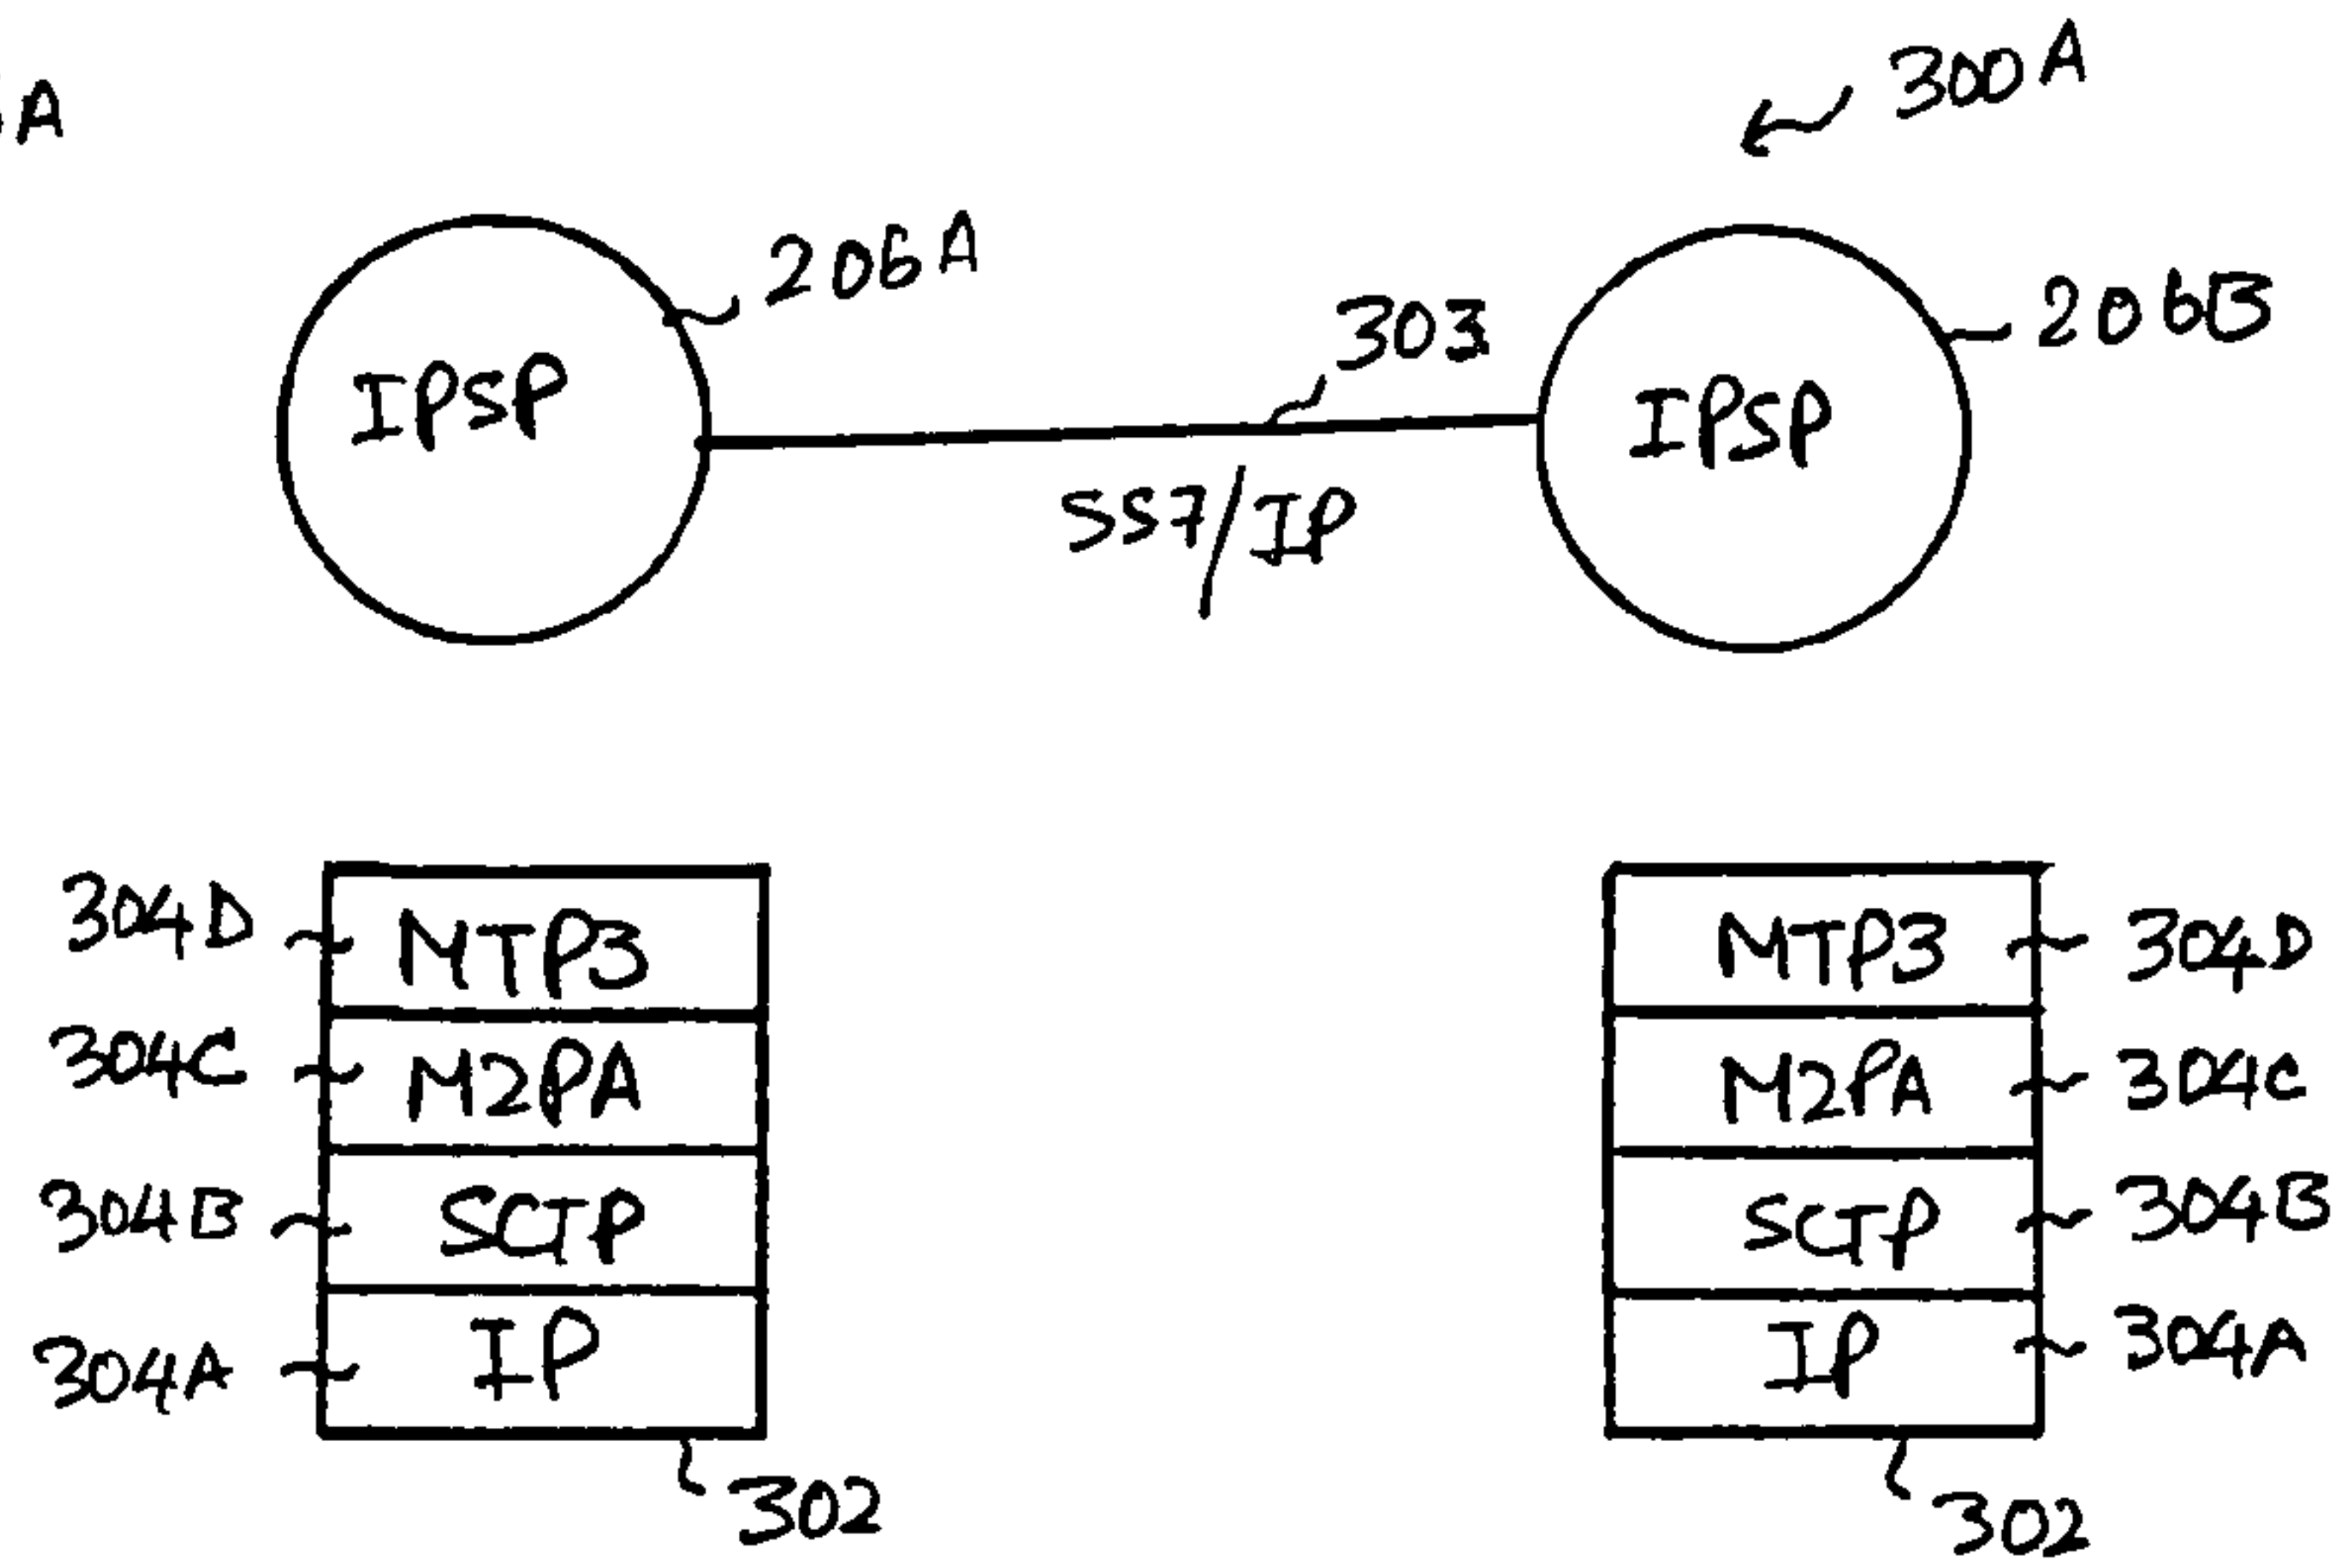 A
300A
206A
303
206B
IPSP
IPSP
SS7/IP
304D MTP3
304C M2PA
304B SCTP
304A IP
302
MTP3 304D
M2PA 304C
SCTP 304B
IP 304A
302